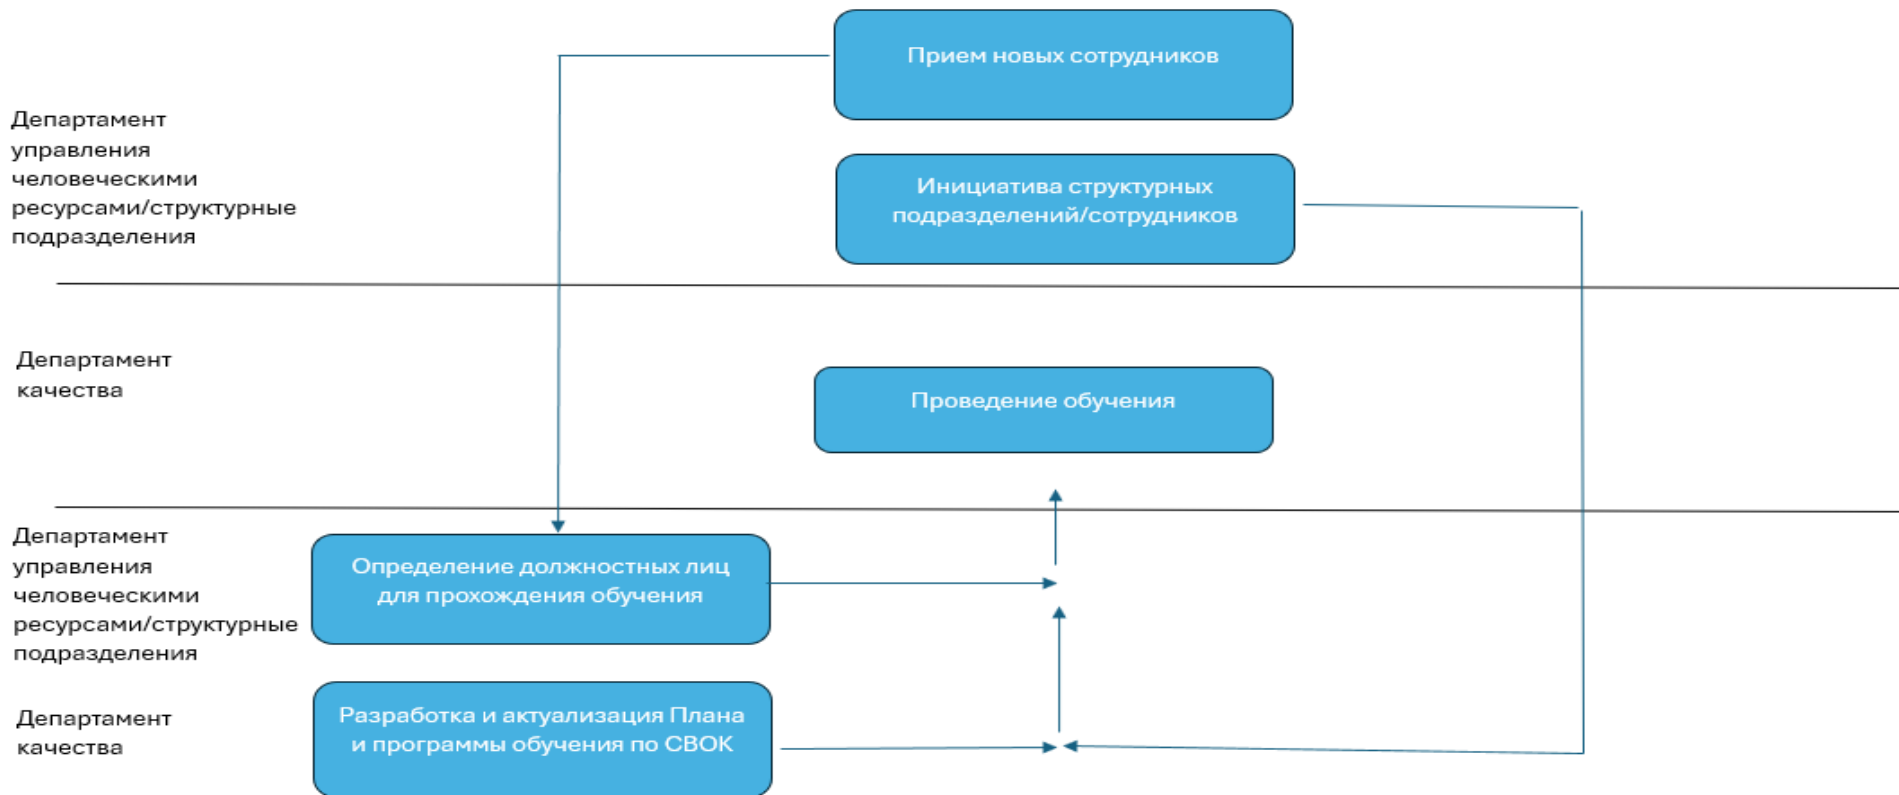 Прием новых сотрудников
Департамент
управления
человеческими
ресурсами/структурные
подразделения
Инициатива структурных
подразделений/сотрудников
Департамент
качества
Проведение обучения
Департамент
управления
человеческими
ресурсами/структурные
подразделения
Определение должностных лиц
для прохождения обучения
Департамент
качества
Разработка и актуализация Плана
и программы обучения по СВОК